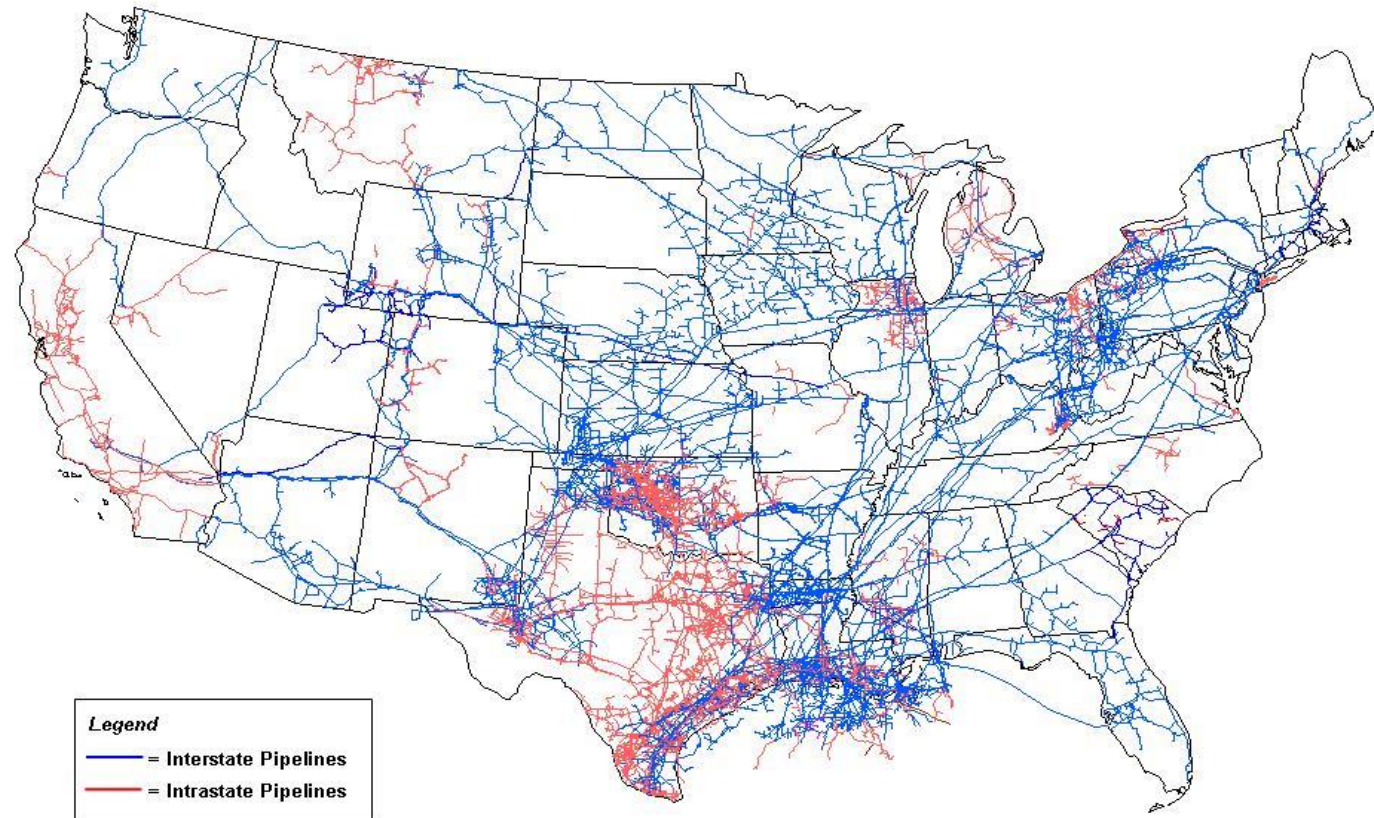 Legend
= Interstate Pipelines
= Intrastate Pipelines